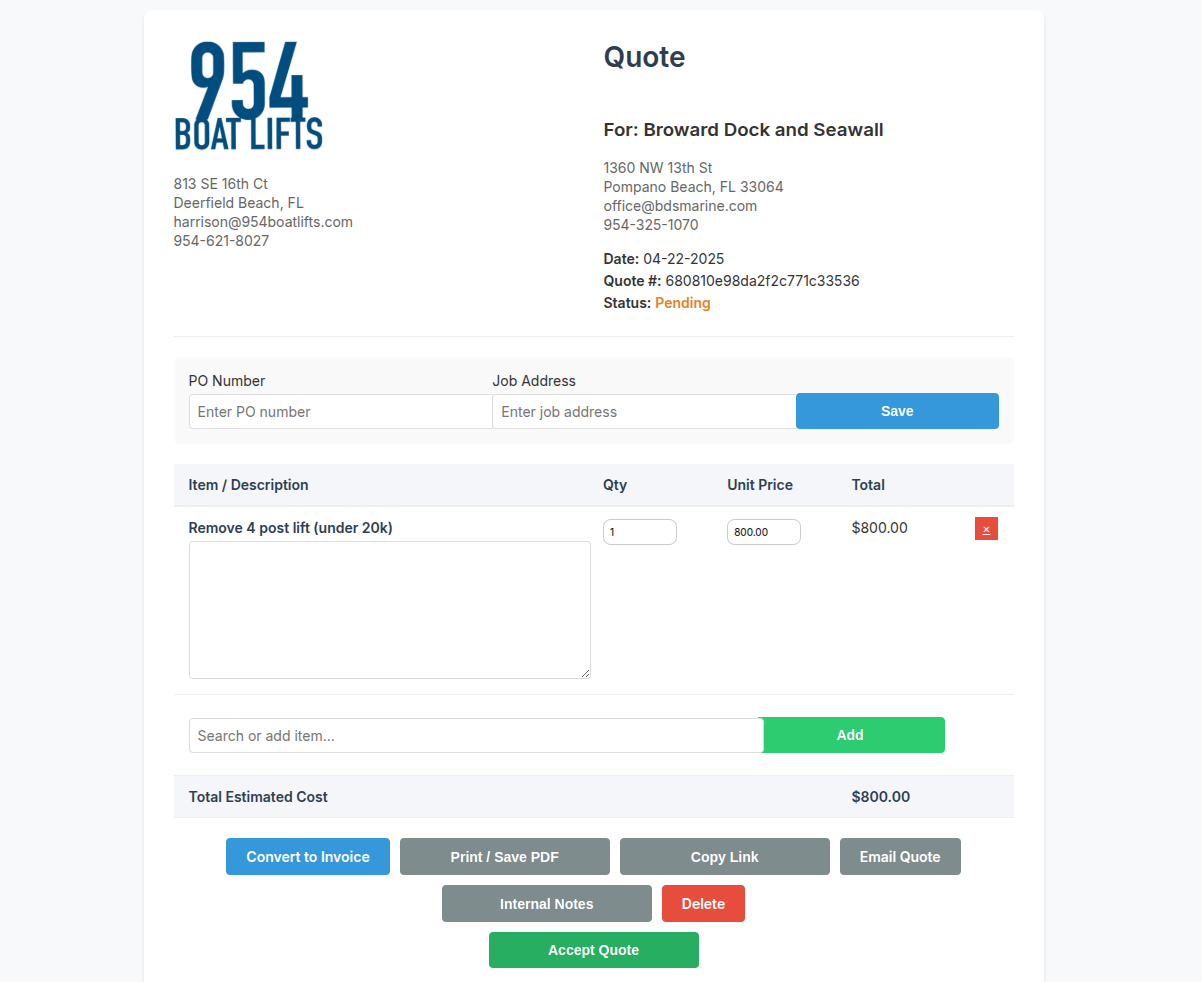 954
BOAT LIFTS
813 SE 16th Ct
Deerfield Beach, FL
harrison@954boatlifts.com
954-621-8027
Quote
For: Broward Dock and Seawall
1360 NW 13th St
Pompano Beach, FL 33064
office@bdsmarine.com
954-325-1070
Date: 04-22-2025
Quote #: 680810e98da2f2c771c33536
Status: Pending
PO Number Job Address
Enter PO number Enter job address Save
Item / Description Qty Unit Price Total
Remove 4 post lift (under 20k) 1 800.00 $800.00 ×
Search or add item... Add
Total Estimated Cost $800.00
Convert to Invoice Print / Save PDF Copy Link Email Quote
Internal Notes Delete
Accept Quote